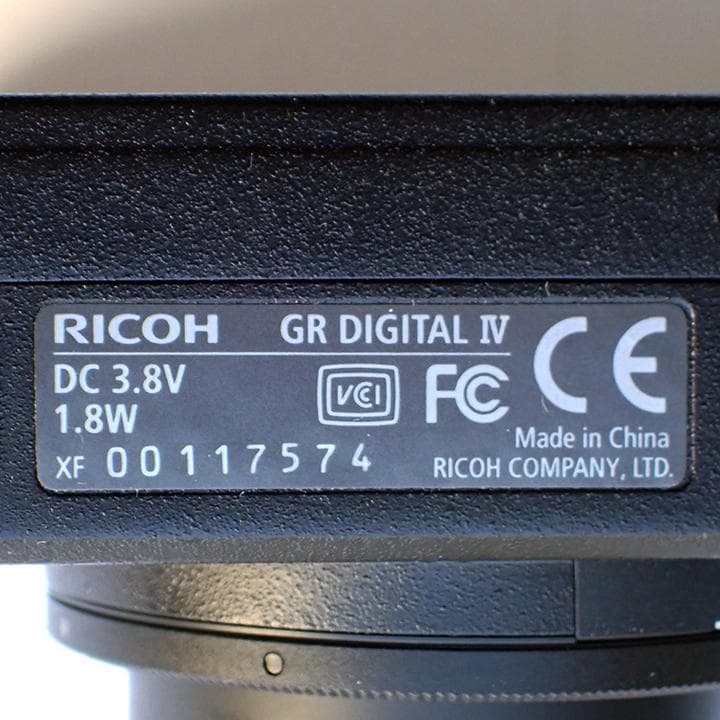 RICOH GR DIGITAL IV
DC 3.8V
1.8W
VCI FC CE
Made in China
XF 00117574 RICOH COMPANY, LTD.